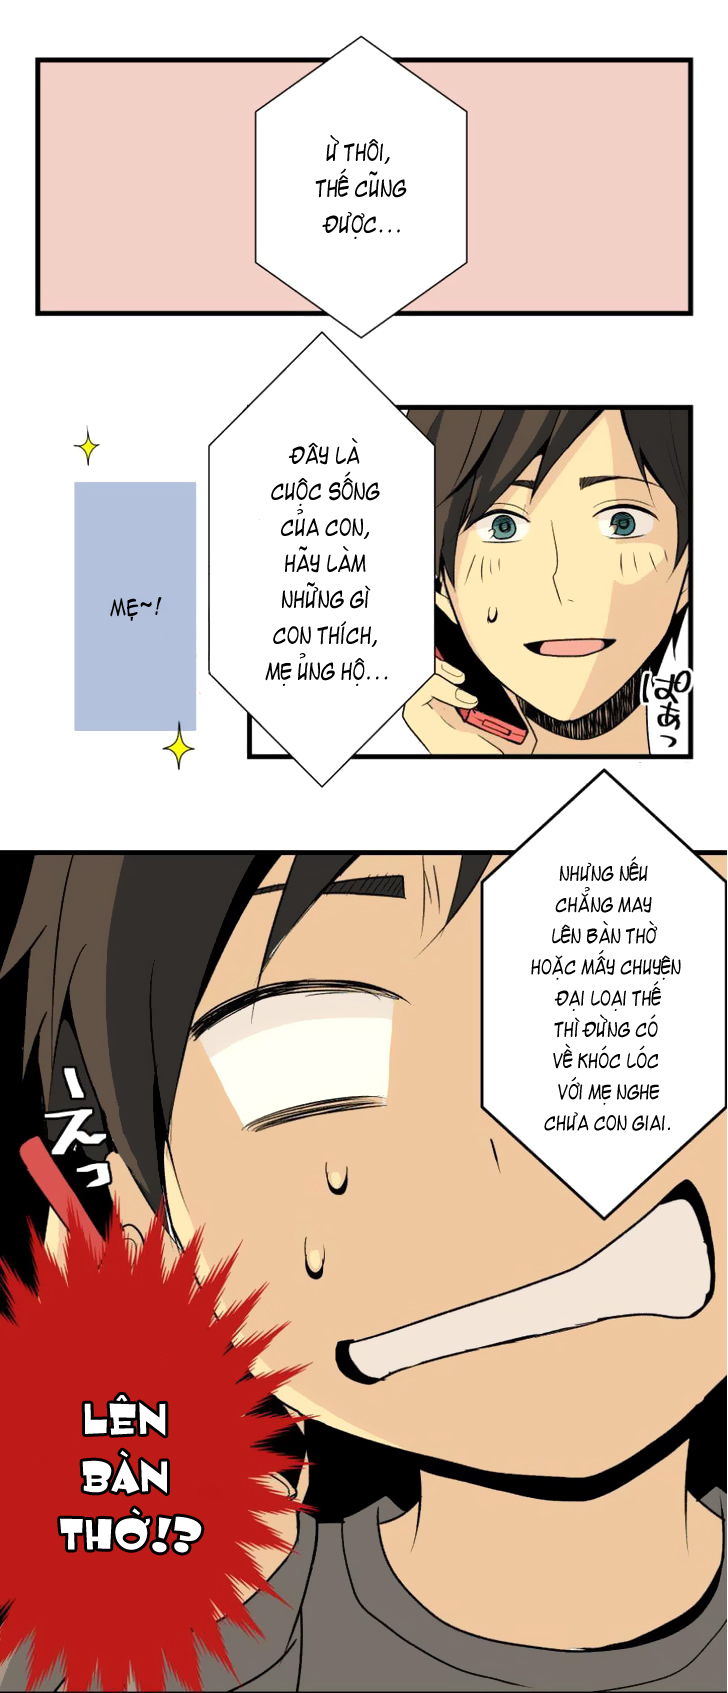 Ừ THÔI,
THẾ CŨNG
ĐƯỢC...
ĐÂY LÀ
CUỘC SỐNG
CỦA CON,
HÃY LÀM
NHỮNG GÌ
CON THÍCH,
MẸ ỦNG HỘ...
MẸ~!
ぱあっ
NHƯNG NẾU
CHẲNG MAY
LÊN BÀN THỜ
HOẶC MẤY CHUYỆN
ĐẠI LOẠI THẾ
THÌ ĐỪNG CÓ
VỀ KHÓC LÓC
VỚI MẸ NGHE
CHƯA CON GIAI.
えーっ
LÊN
BÀN
THỜ!?